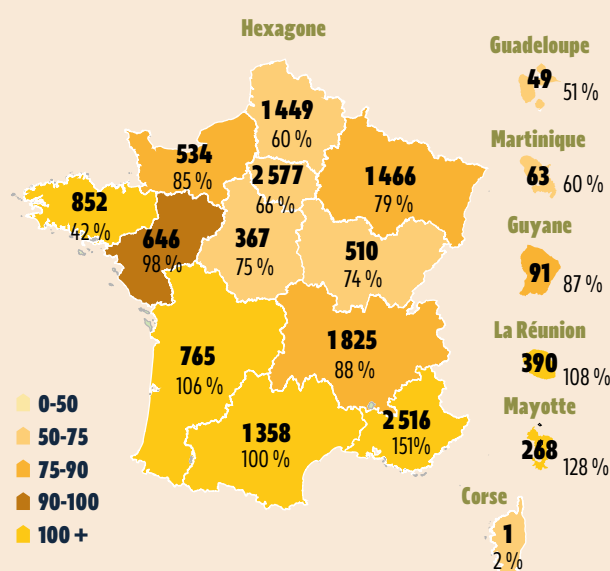 Hexagone
1 449
60 %
534
85 %
2 577
66 %
1 466
79 %
852
42 %
646
98 %
367
75 %
510
74 %
765
106 %
1 825
88 %
1 358
100 %
2 516
151%
0-50
50-75
75-90
90-100
100 +
Guadeloupe
49 51 %
Martinique
63 60 %
Guyane
91 87 %
La Réunion
390 108 %
Mayotte
268 128 %
Corse
1
2 %